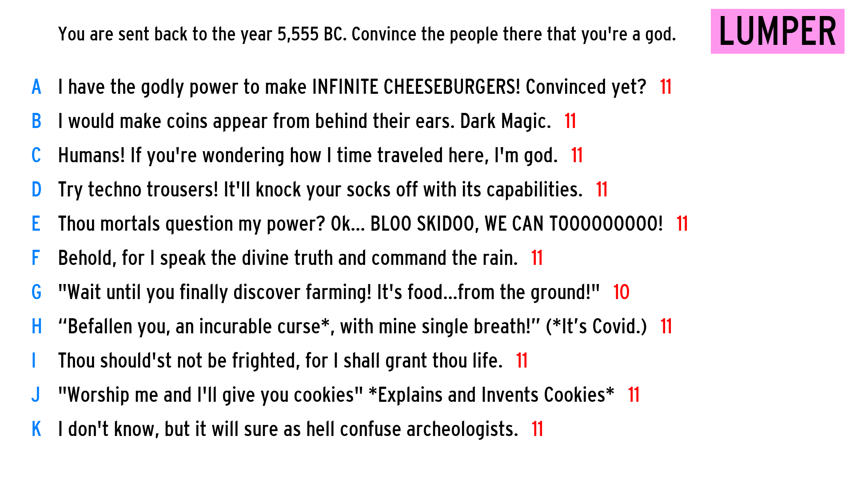 You are sent back to the year 5,555 BC. Convince the people there that you're a god.
LUMPER
A I have the godly power to make INFINITE CHEESEBURGERS! Convinced yet? 11
B I would make coins appear from behind their ears. Dark Magic. 11
C Humans! If you're wondering how I time traveled here, I'm god. 11
D Try techno trousers! It'll knock your socks off with its capabilities. 11
E Thou mortals question my power? Ok... BLOO SKIDOO, WE CAN TOOOOOOOOO! 11
F Behold, for I speak the divine truth and command the rain. 11
G "Wait until you finally discover farming! It's food...from the ground!" 10
H “Befallen you, an incurable curse*, with mine single breath!” (*It’s Covid.) 11
I Thou should'st not be frighted, for I shall grant thou life. 11
J "Worship me and I'll give you cookies" *Explains and Invents Cookies* 11
K I don't know, but it will sure as hell confuse archeologists. 11